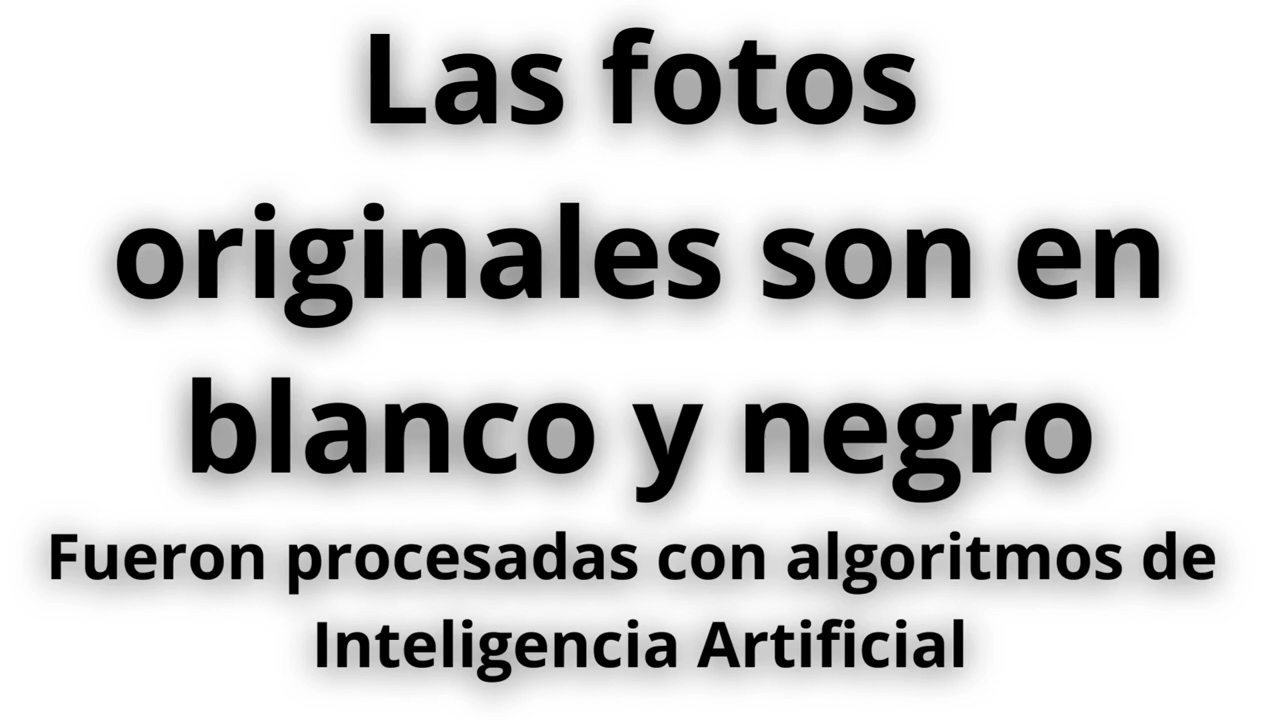 Las fotos
originales son en
blanco y negro
Fueron procesadas con algoritmos de
Inteligencia Artificial